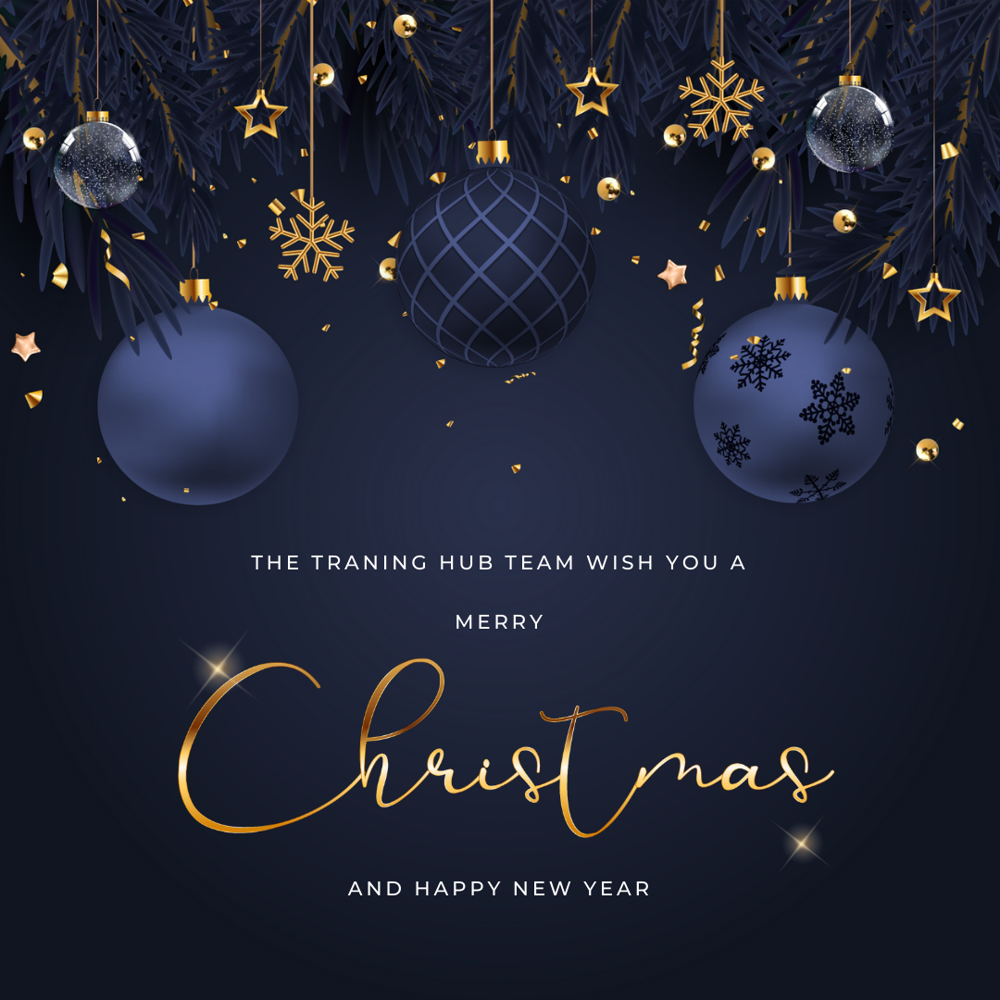 THE TRANING HUB TEAM WISH YOU A
MERRY
Christmas
AND HAPPY NEW YEAR